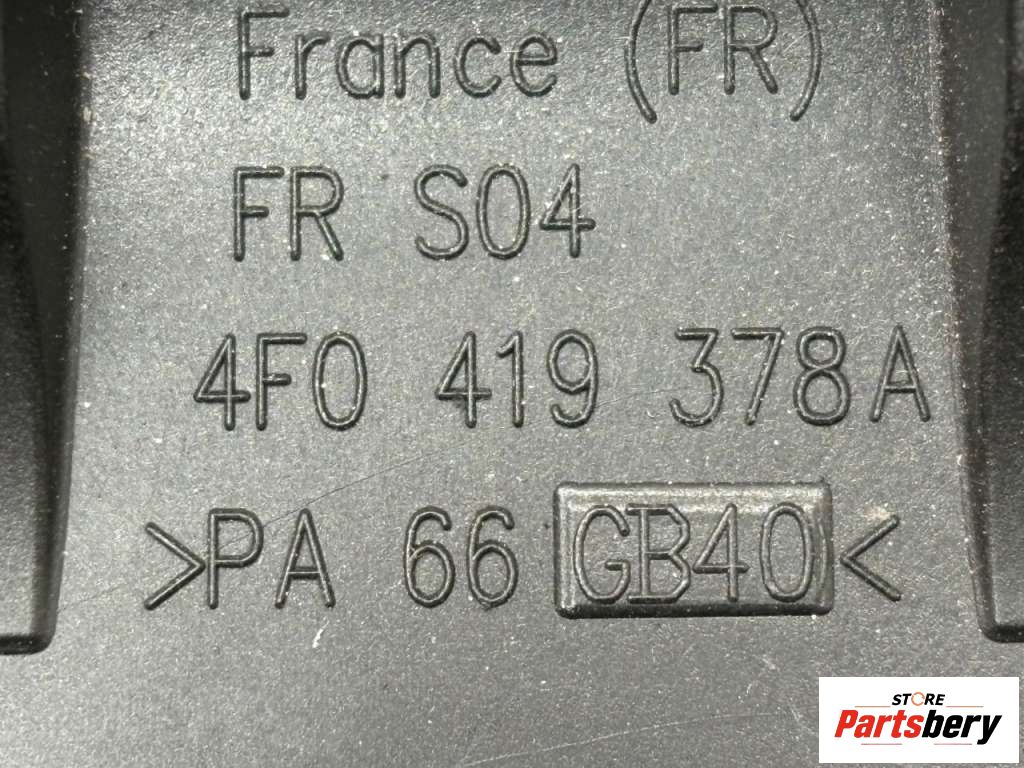 France (FR)
FR S04
4F0 419 378A
>PA 66 GB40<
STORE
Partsbery